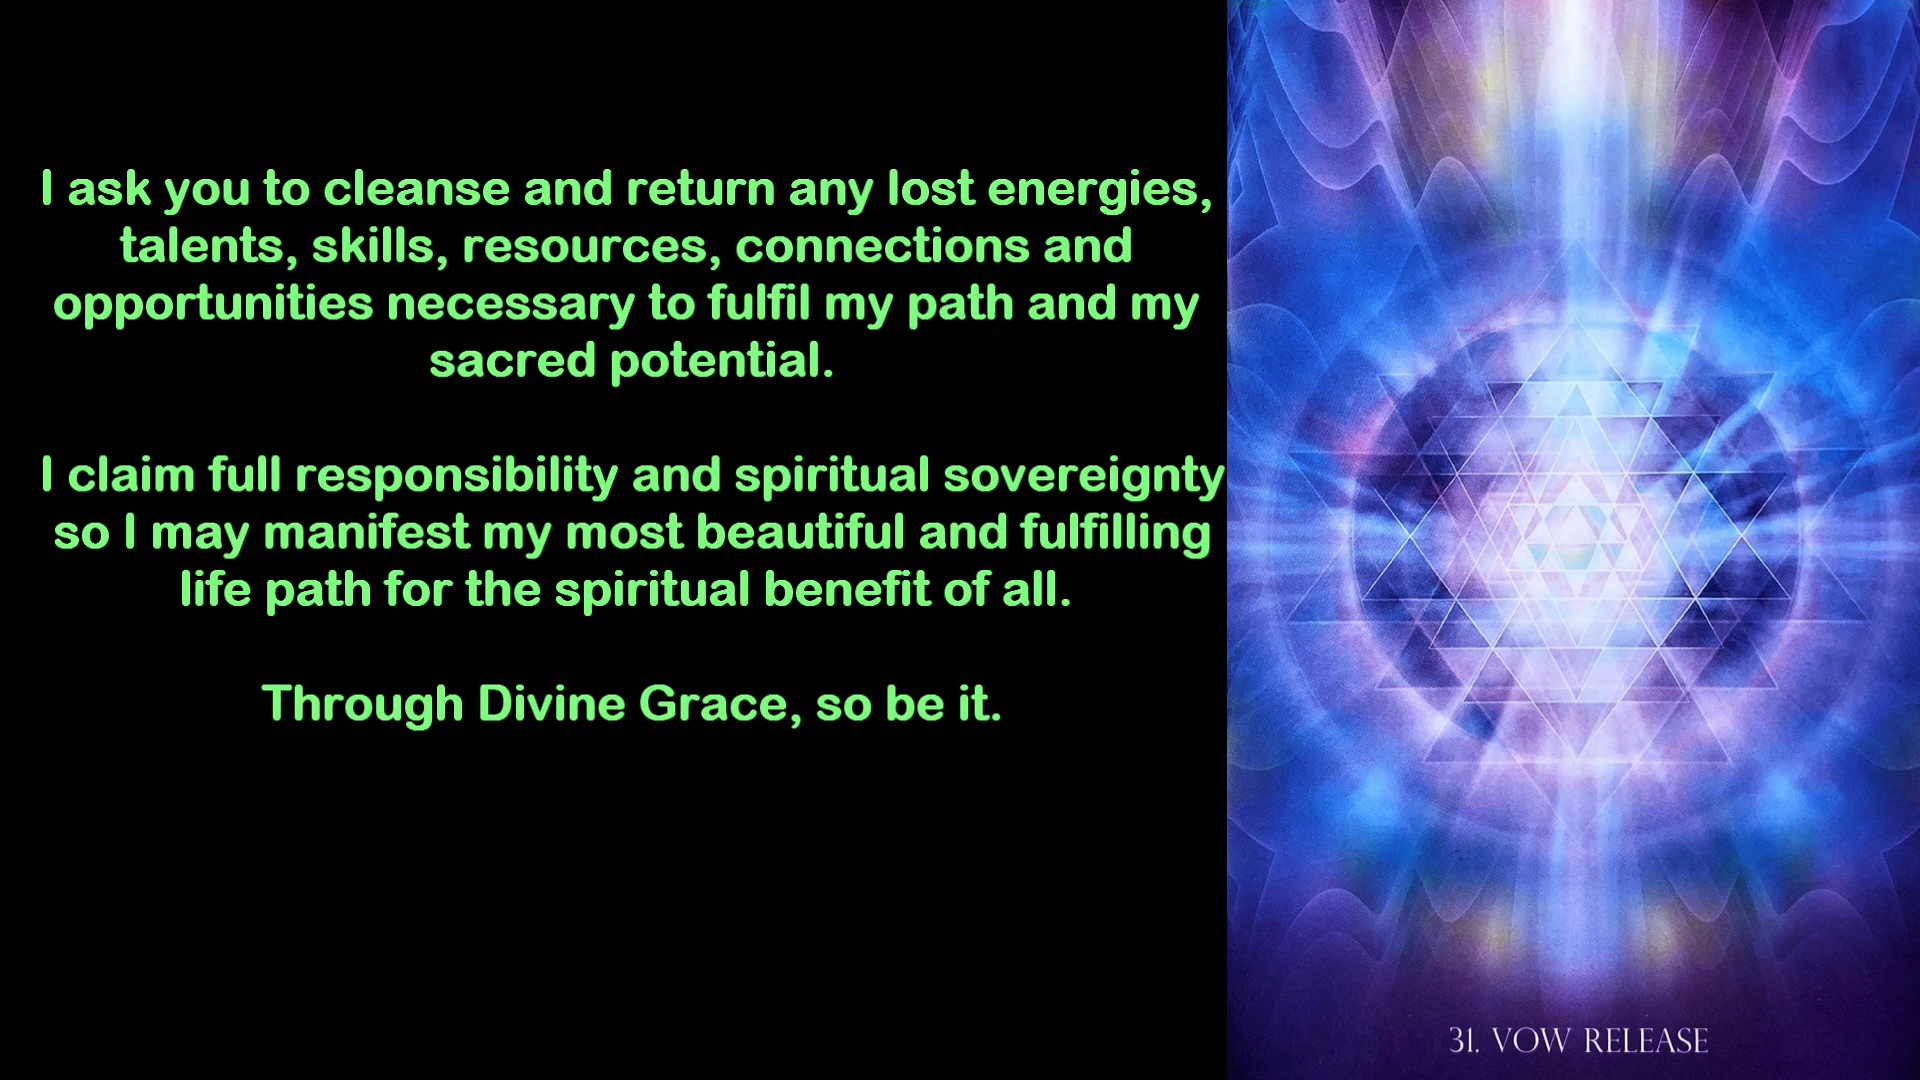 I ask you to cleanse and return any lost energies,
talents, skills, resources, connections and
opportunities necessary to fulfil my path and my
sacred potential.
I claim full responsibility and spiritual sovereignty
so I may manifest my most beautiful and fulfilling
life path for the spiritual benefit of all.
Through Divine Grace, so be it.
31. VOW RELEASE